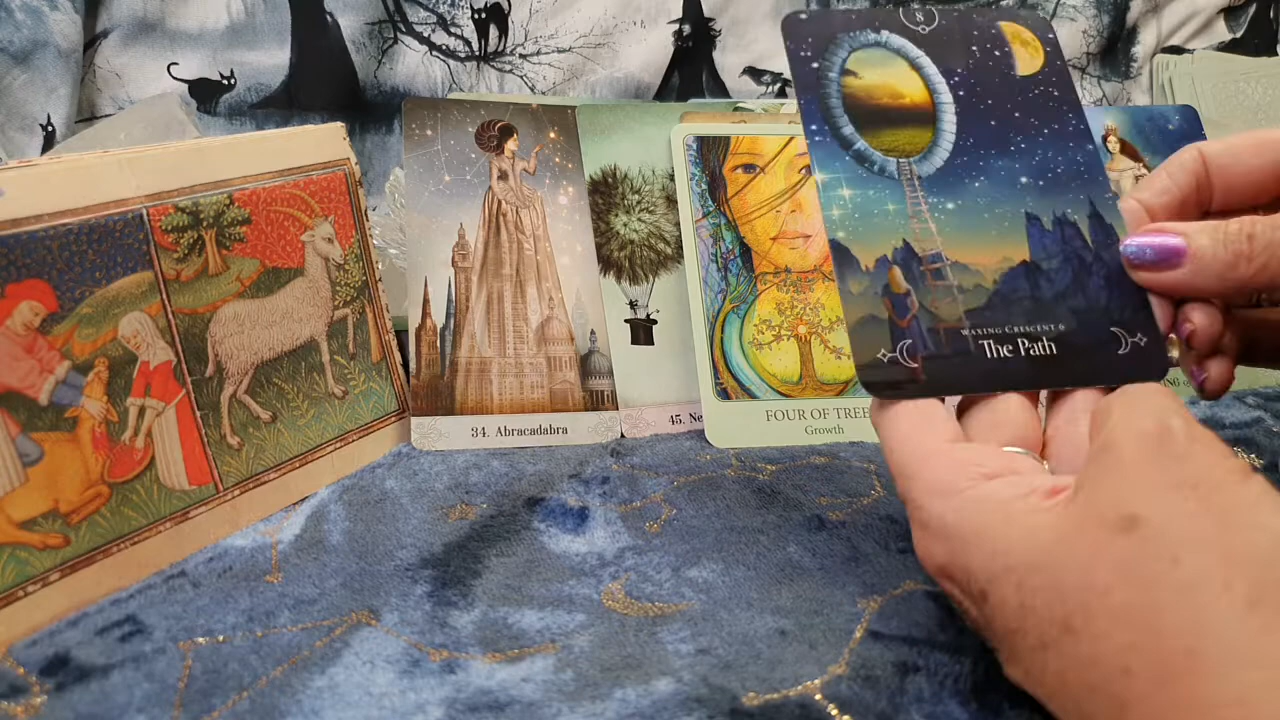 34. Abracadabra
45. Ne
FOUR OF TREE
Growth
8
WAXING CRESCENT 6
The Path